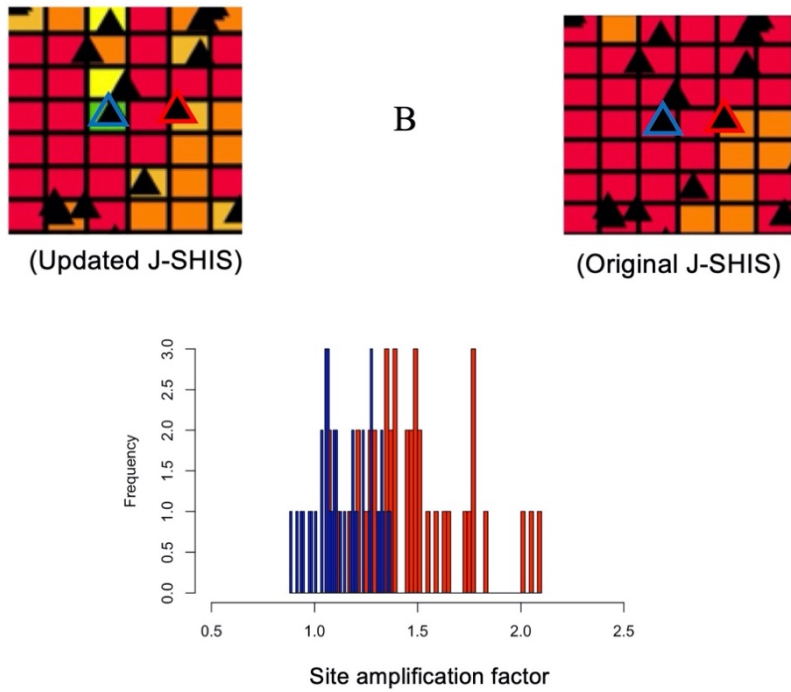 B
(Updated J-SHIS)
(Original J-SHIS)
Frequency
3.0
2.5
2.0
1.5
1.0
0.5
0.0
0.5 1.0 1.5 2.0 2.5
Site amplification factor